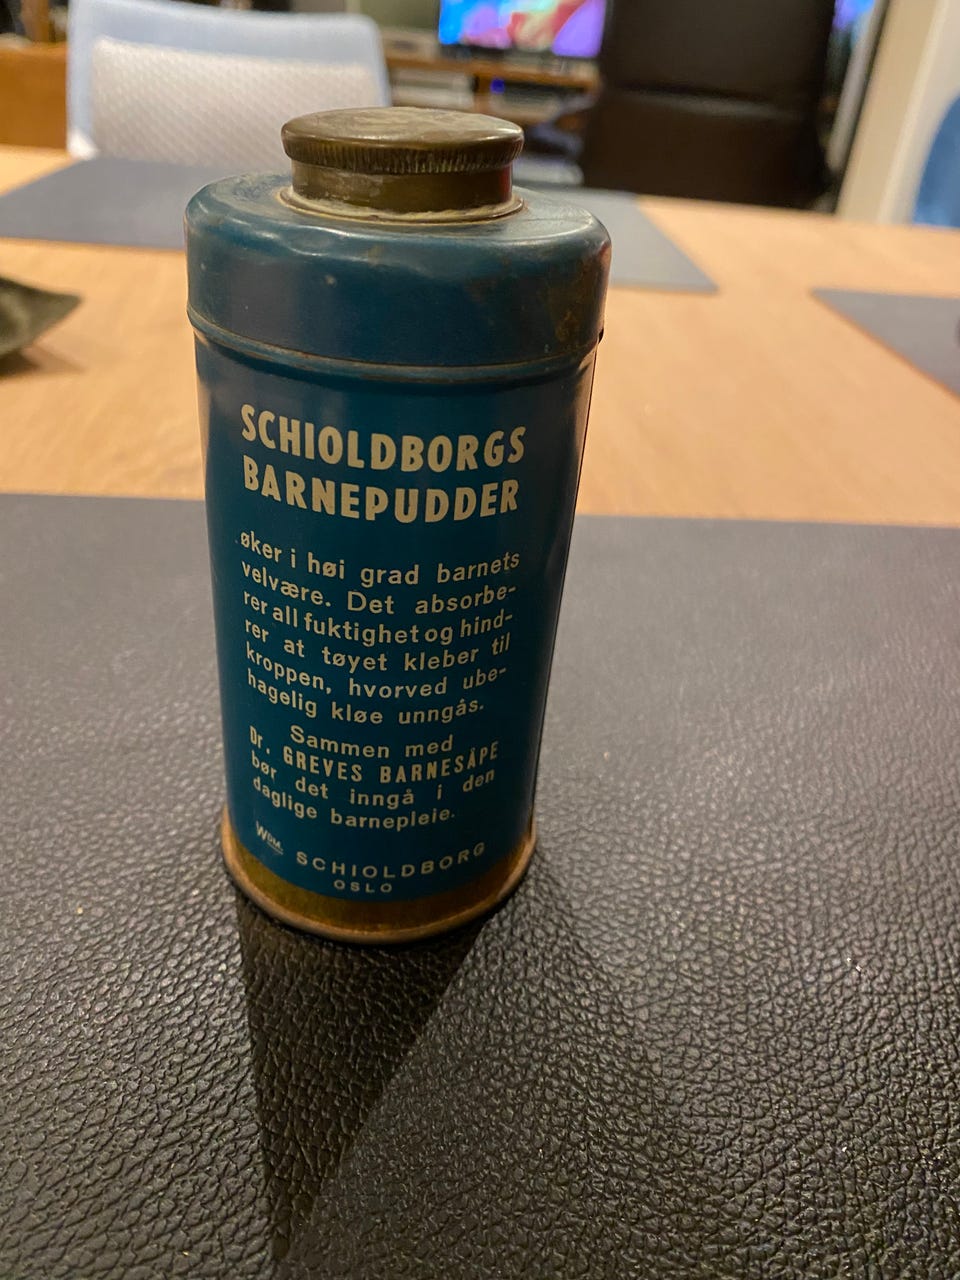 SCHIOLDBORGS
BARNEPUDDER
øker i høi grad barnets
velvære. Det absorbe-
rer all fuktighet og hind-
rer at tøyet kleber til
kroppen, hvorved ube-
hagelig kløe unngås.
Sammen med
Dr. GREVES BARNESÅPE
bør det inngå i den
daglige barnepleie.
WDM. SCHIOLDBORG
OSLO